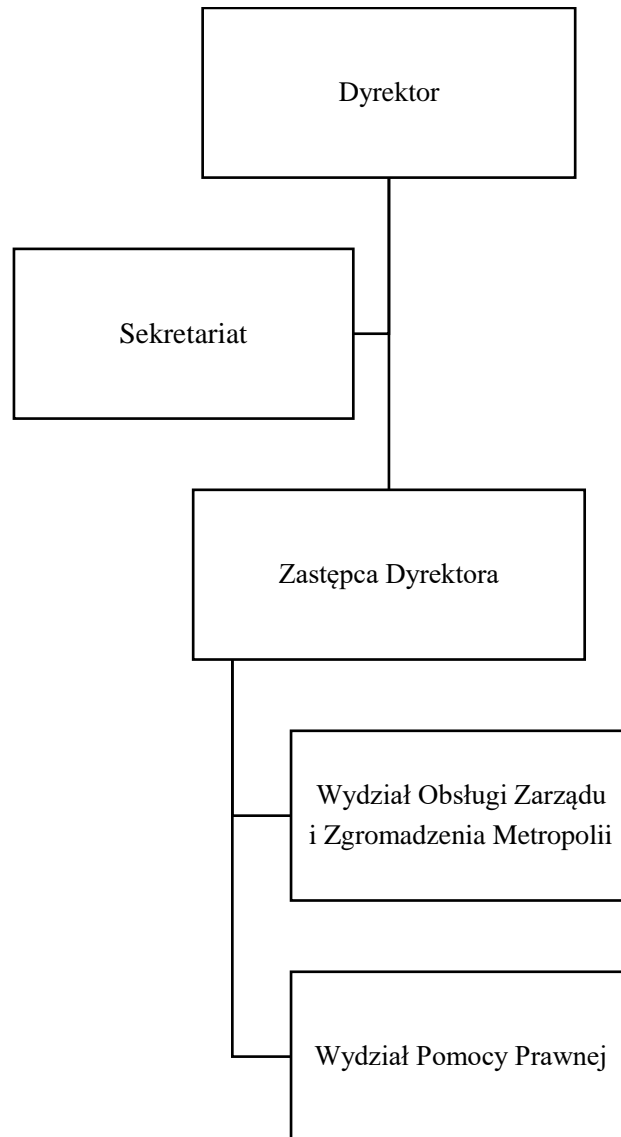 Dyrektor
Sekretariat
Zastępca Dyrektora
Wydział Obsługi Zarządu
i Zgromadzenia Metropolii
Wydział Pomocy Prawnej